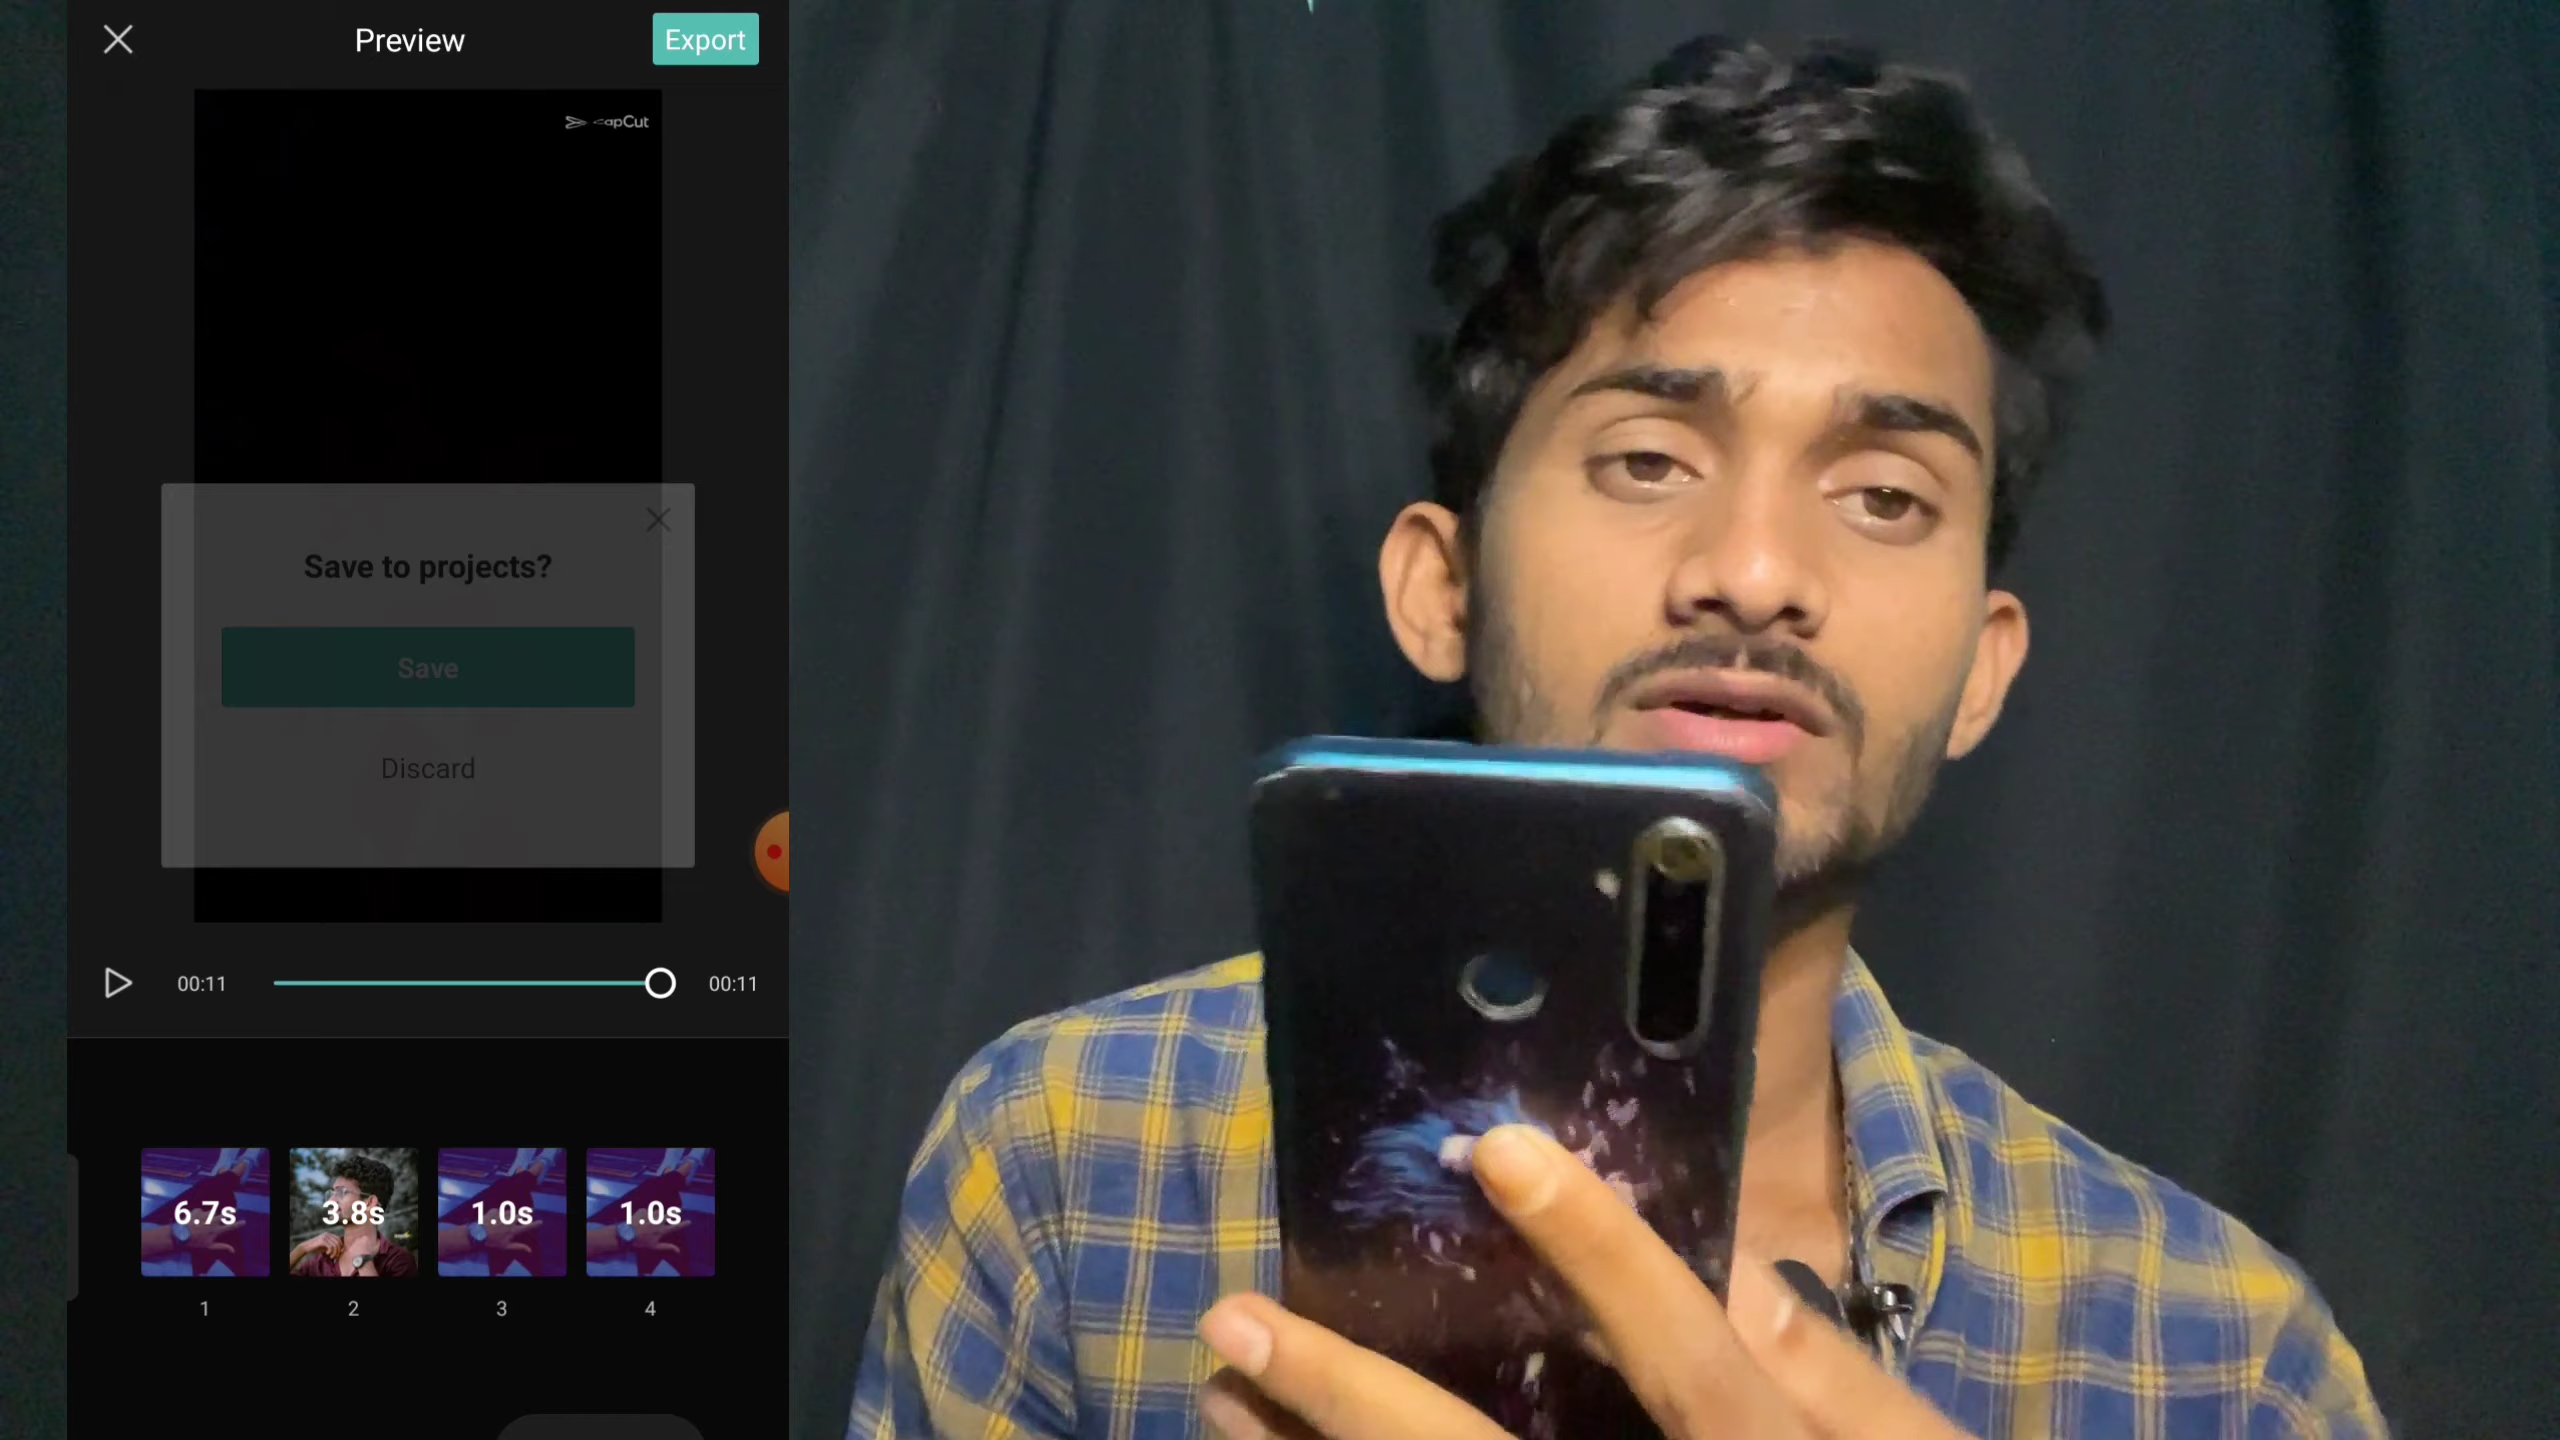 Preview
Export
apCut
Save to projects?
Save
Discard
00:11
00:11
6.7s
3.8s
1.0s
1.0s
1
2
3
4